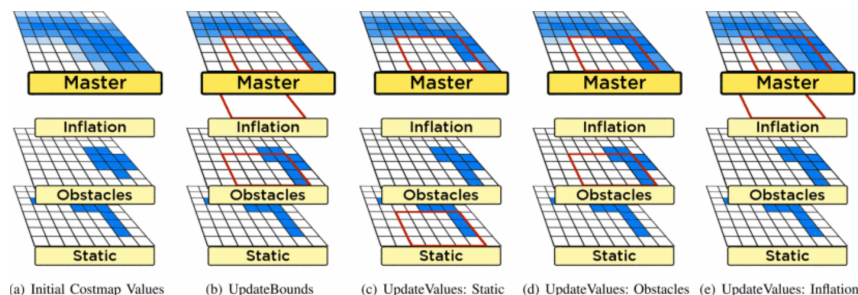 Master
Master
Master
Master
Master
Inflation
Inflation
Inflation
Inflation
Inflation
Obstacles
Obstacles
Obstacles
Obstacles
Obstacles
Static
Static
Static
Static
Static
(a) Initial Costmap Values
(b) UpdateBounds
(c) UpdateValues: Static
(d) UpdateValues: Obstacles
(e) UpdateValues: Inflation